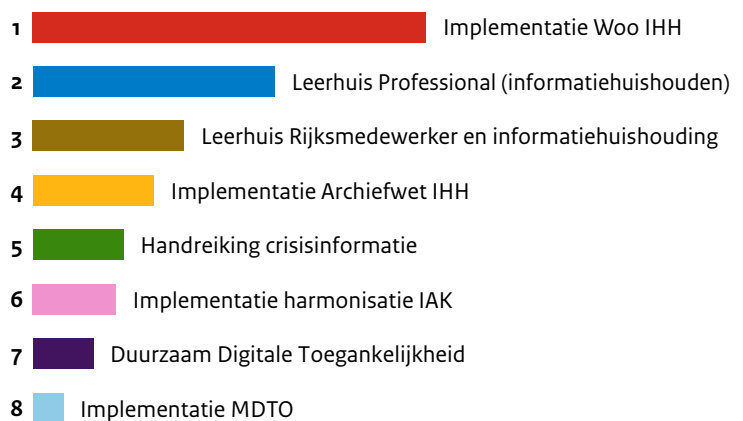 1 Implementatie Woo IHH
2 Leerhuis Professional (informatiehuishouden)
3 Leerhuis Rijksmedewerker en informatiehuishouding
4 Implementatie Archiefwet IHH
5 Handreiking crisisinformatie
6 Implementatie harmonisatie IAK
7 Duurzaam Digitale Toegankelijkheid
8 Implementatie MDTO